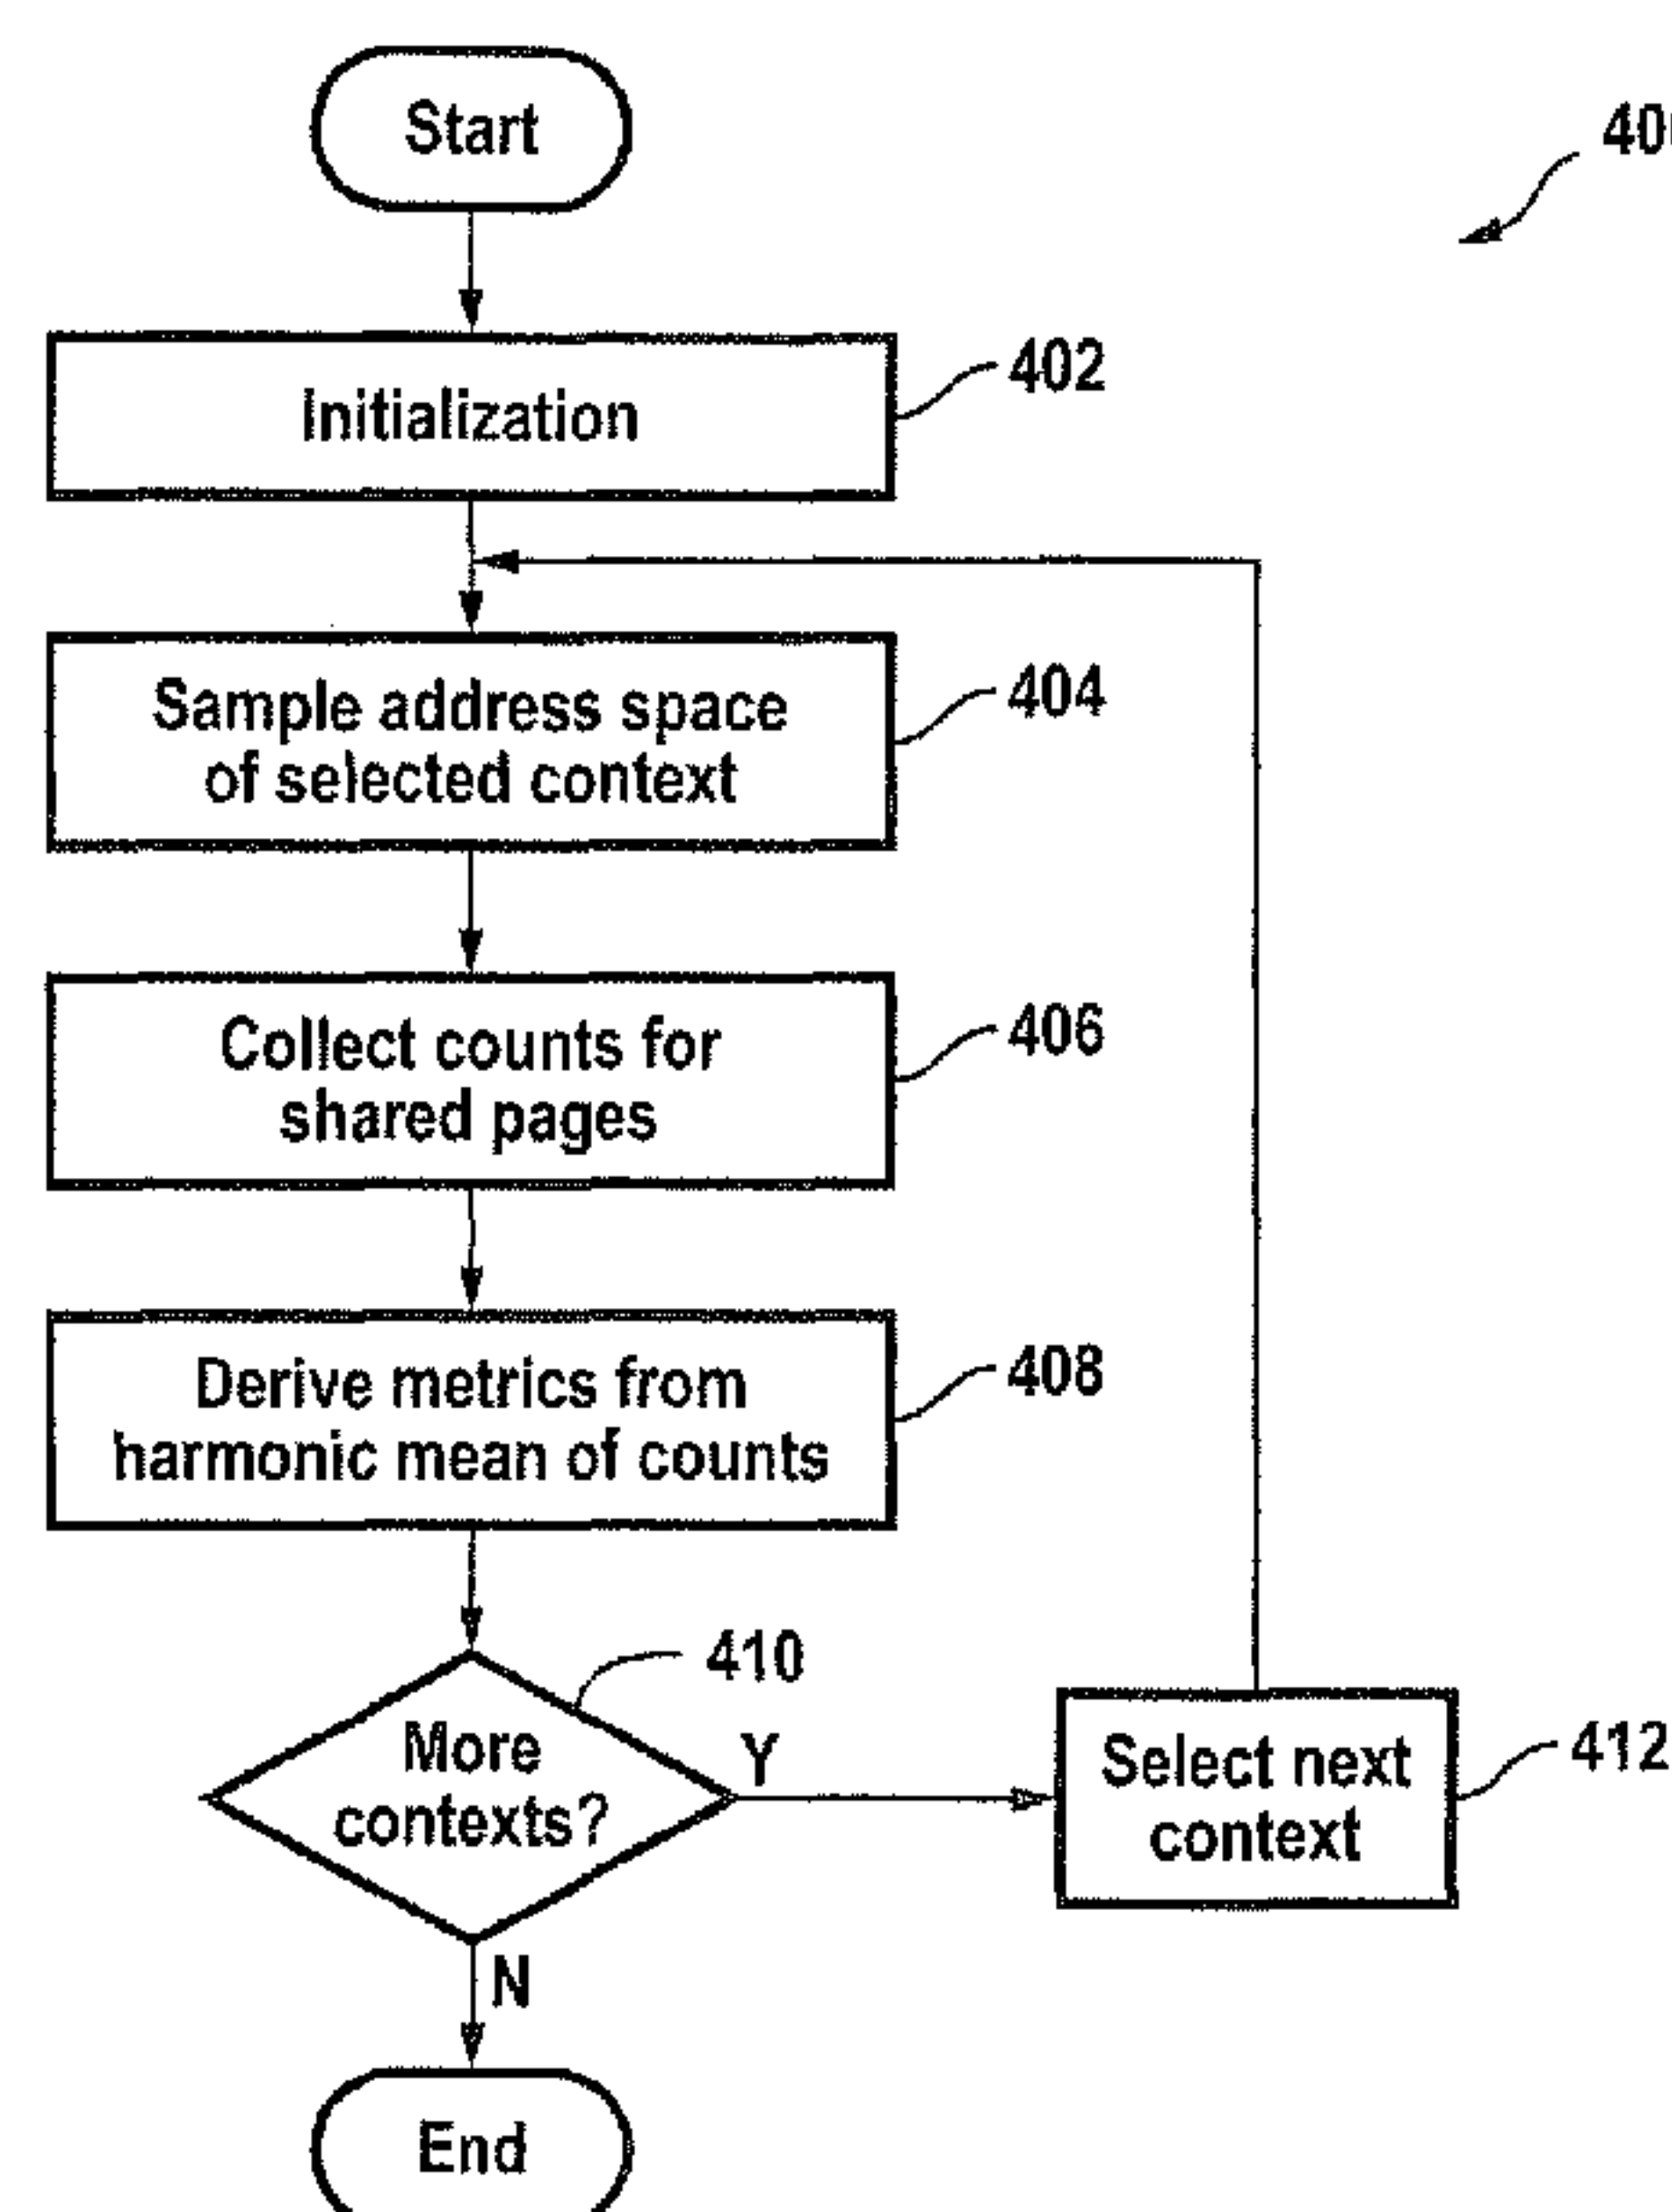 Start
Initialization
402
Sample address space
of selected context
404
Collect counts for
shared pages
406
Derive metrics from
harmonic mean of counts
408
More
contexts?
410
Y
N
Select next
context
412
End